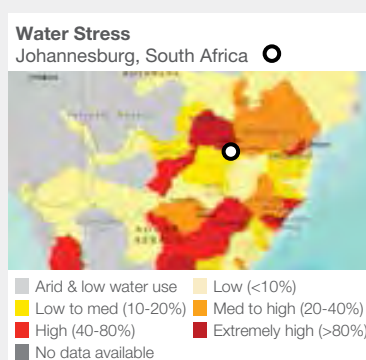 Water Stress
Johannesburg, South Africa
Arid & low water use
Low (<10%)
Low to med (10-20%)
Med to high (20-40%)
High (40-80%)
Extremely high (>80%)
No data available